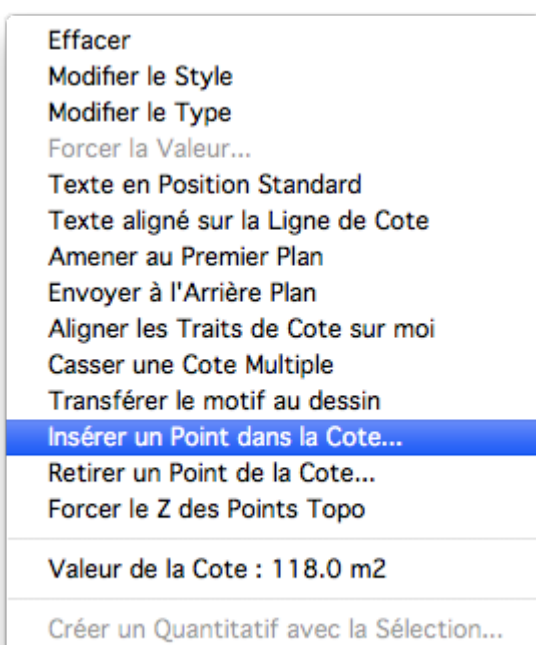 Effacer
Modifier le Style
Modifier le Type
Forcer la Valeur...
Texte en Position Standard
Texte aligné sur la Ligne de Cote
Amener au Premier Plan
Envoyer à l'Arrière Plan
Aligner les Traits de Cote sur moi
Casser une Cote Multiple
Transférer le motif au dessin
Insérer un Point dans la Cote...
Retirer un Point de la Cote...
Forcer le Z des Points Topo
Valeur de la Cote : 118.0 m2
Créer un Quantitatif avec la Sélection...